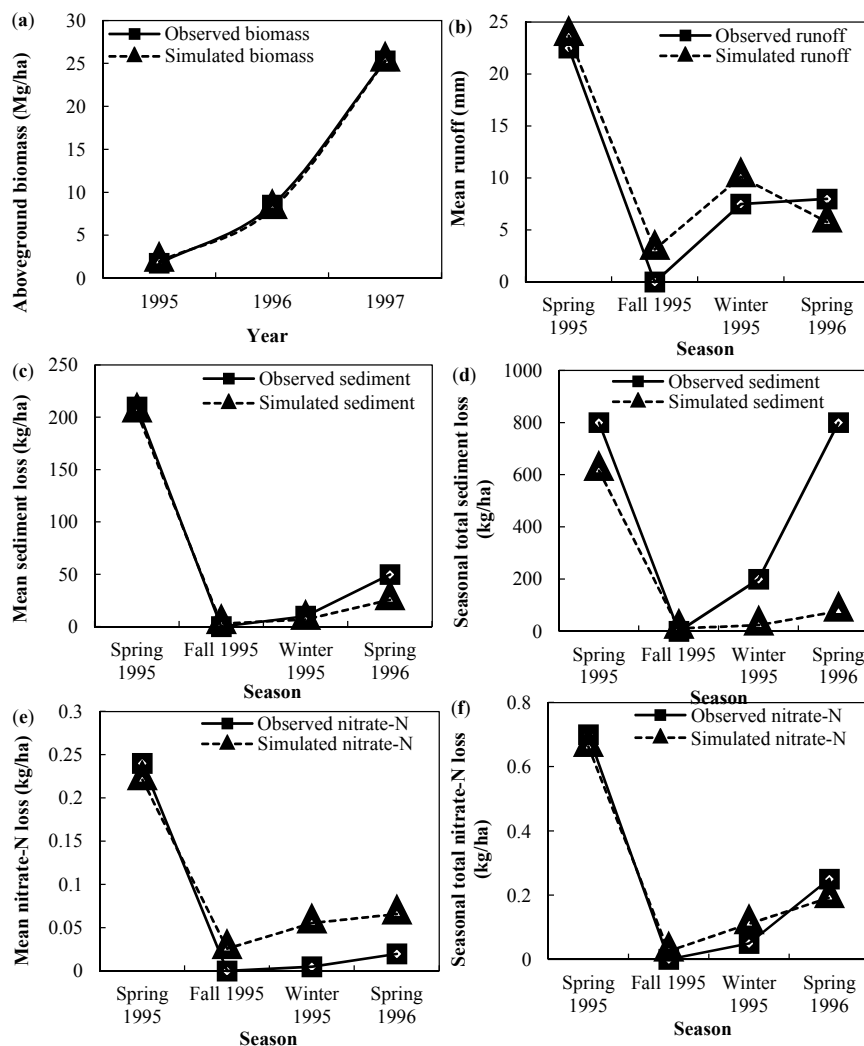 (a)
Observed biomass
Simulated biomass
Aboveground biomass (Mg/ha)
30
25
20
15
10
5
0
1995
1996
1997
Year
(b)
Observed runoff
Simulated runoff
Mean runoff (mm)
25
20
15
10
5
0
Spring
1995
Fall 1995
Winter
1995
Spring
1996
Season
(c)
Observed sediment
Simulated sediment
Mean sediment loss (kg/ha)
250
200
150
100
50
0
Spring
1995
Fall 1995
Winter
1995
Spring
1996
Season
(d)
Observed sediment
Simulated sediment
Seasonal total sediment loss
(kg/ha)
1000
800
600
400
200
0
Spring
1995
Fall 1995
Winter
1995
Spring
1996
Season
(e)
Observed nitrate-N
Simulated nitrate-N
Mean nitrate-N loss (kg/ha)
0.3
0.25
0.2
0.15
0.1
0.05
0
Spring
1995
Fall 1995
Winter
1995
Spring
1996
Season
(f)
Observed nitrate-N
Simulated nitrate-N
Seasonal total nitrate-N loss
(kg/ha)
0.8
0.6
0.4
0.2
0
Spring
1995
Fall 1995
Winter
1995
Spring
1996
Season